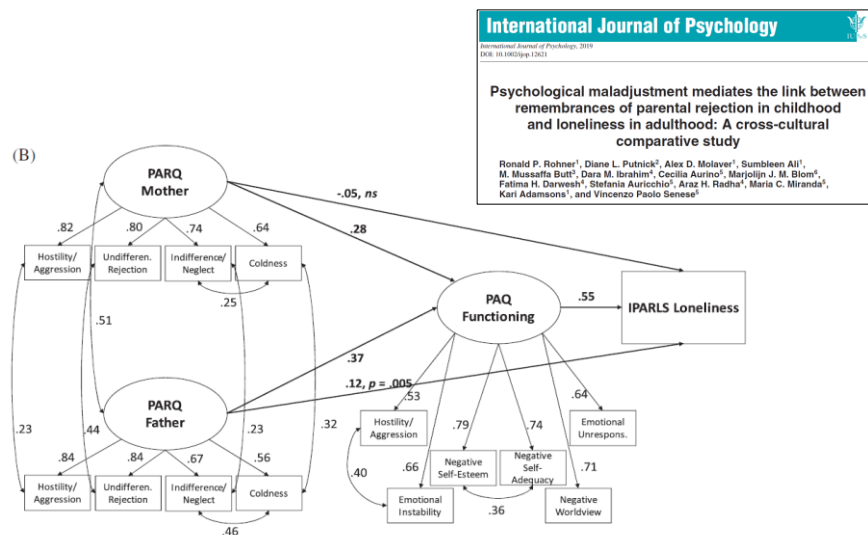 International Journal of Psychology
International Journal of Psychology, 2019
DOI: 10.1002/ijop.12621
Psychological maladjustment mediates the link between
remembrances of parental rejection in childhood
and loneliness in adulthood: A cross-cultural
comparative study
Ronald P. Rohner1, Diane L. Putnick2, Alex D. Molaver1, Sumbleen Ali1,
M. Mussaffa Butt3, Dara M. Ibrahim4, Cecilia Aurino5, Marjolijn J. M. Blom6,
Fatima H. Darwesh4, Stefania Auricchio5, Araz H. Radha4, Maria C. Miranda5,
Kari Adamsons1, and Vincenzo Paolo Senese5
(B)
PARQ
Mother
-.05, ns
.28
.82
.80
.74
.64
Hostility/
Aggression
Undifferen.
Rejection
Indifference/
Neglect
Coldness
.25
.51
PAQ
Functioning
.55
IPARLS Loneliness
.37
.12, p = .005
PARQ
Father
.23
.44
.23
.32
.84
.84
.67
.56
Hostility/
Aggression
Undifferen.
Rejection
Indifference/
Neglect
Coldness
.46
.53
.79
.74
.64
Hostility/
Aggression
Emotional
Unrespons.
.40
.66
Negative
Self-Esteem
Negative
Self-
Adequacy
.71
.36
Emotional
Instability
Negative
Worldview